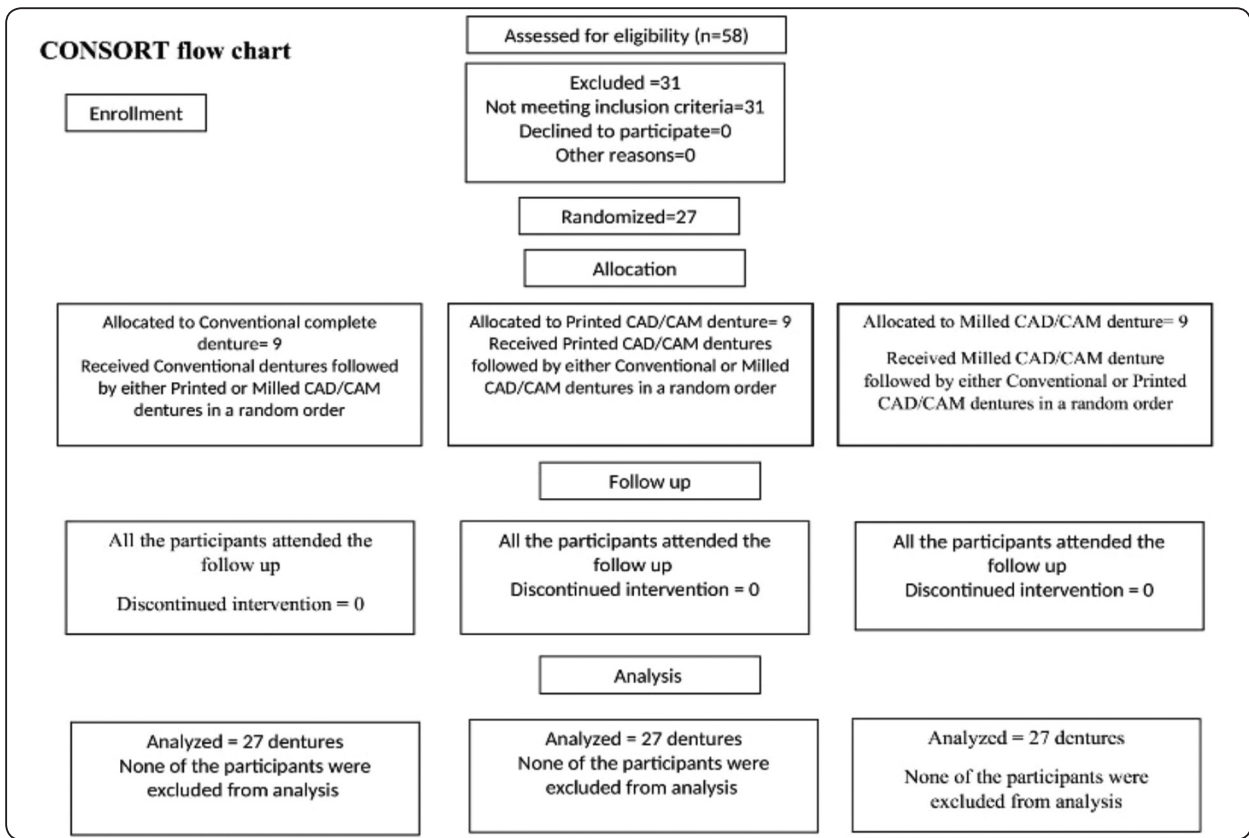 CONSORT flow chart
Assessed for eligibility (n=58)
Enrollment
Excluded =31
Not meeting inclusion criteria=31
Declined to participate=0
Other reasons=0
Randomized=27
Allocation
Allocated to Conventional complete
denture= 9
Received Conventional dentures followed
by either Printed or Milled CAD/CAM
dentures in a random order
Allocated to Printed CAD/CAM denture= 9
Received Printed CAD/CAM dentures
followed by either Conventional or Milled
CAD/CAM dentures in a random order
Allocated to Milled CAD/CAM denture= 9
Received Milled CAD/CAM denture
followed by either Conventional or Printed
CAD/CAM dentures in a random order
Follow up
All the participants attended the
follow up
Discontinued intervention = 0
All the participants attended the
follow up
Discontinued intervention = 0
All the participants attended the
follow up
Discontinued intervention = 0
Analysis
Analyzed = 27 dentures
None of the participants were
excluded from analysis
Analyzed = 27 dentures
None of the participants were
excluded from analysis
Analyzed = 27 dentures
None of the participants were
excluded from analysis